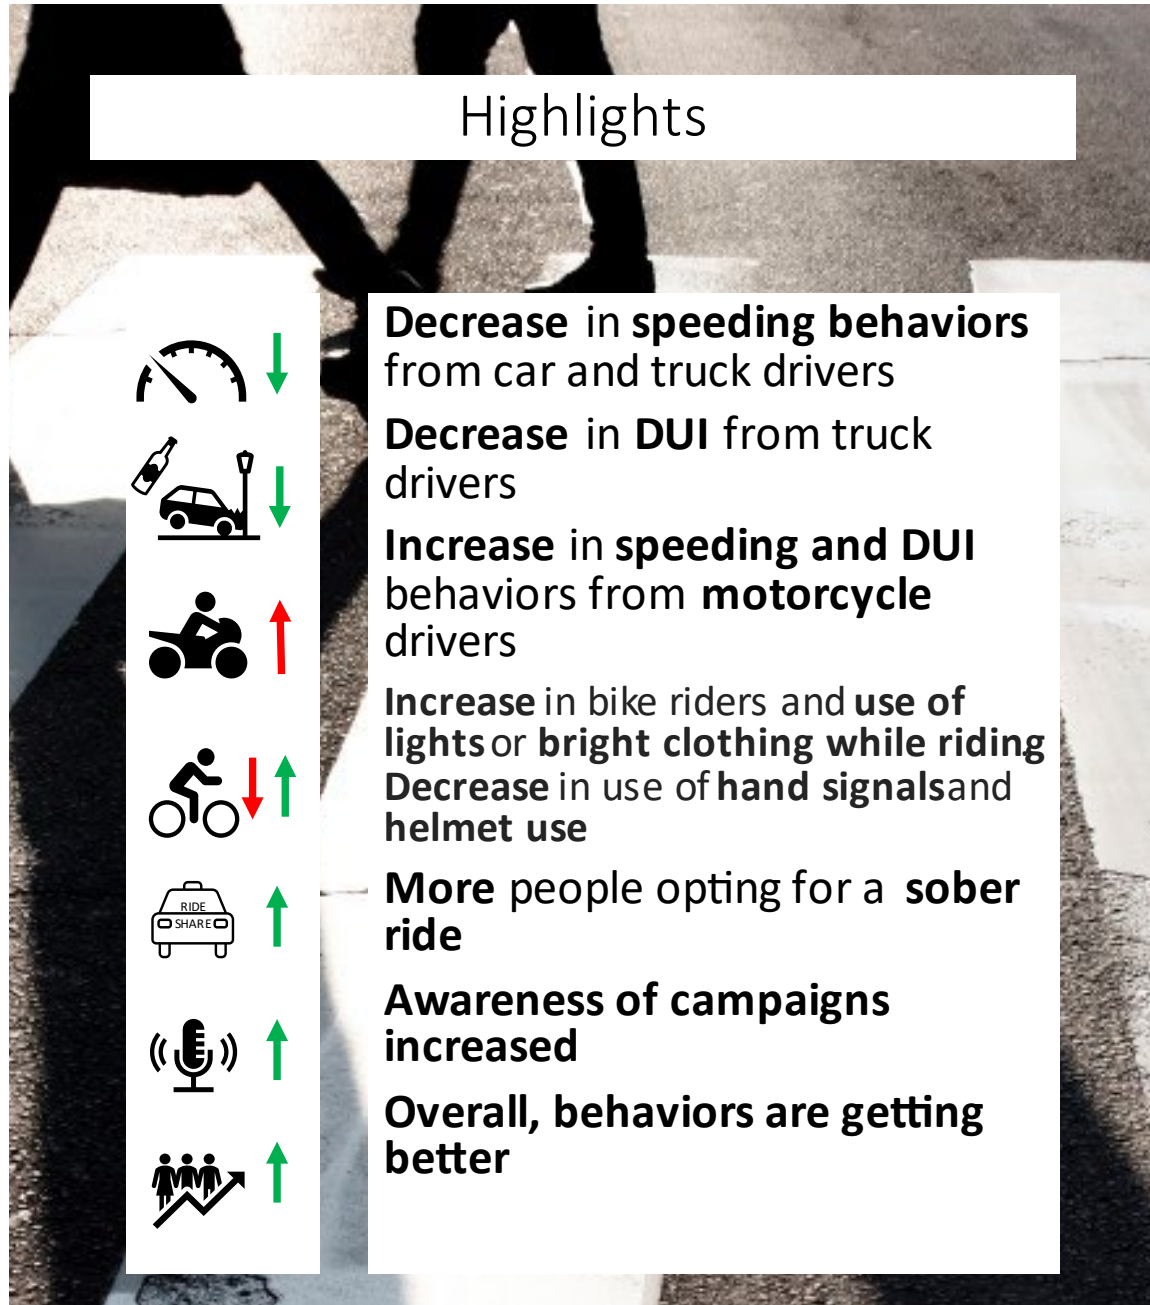 Highlights
Decrease in speeding behaviors
from car and truck drivers
Decrease in DUI from truck
drivers
Increase in speeding and DUI
behaviors from motorcycle
drivers
Increase in bike riders and use of
lights or bright clothing while riding.
Decrease in use of hand signals and
helmet use
RIDE
SHARE
More people opting for a sober
ride
Awareness of campaigns
increased
Overall, behaviors are getting
better